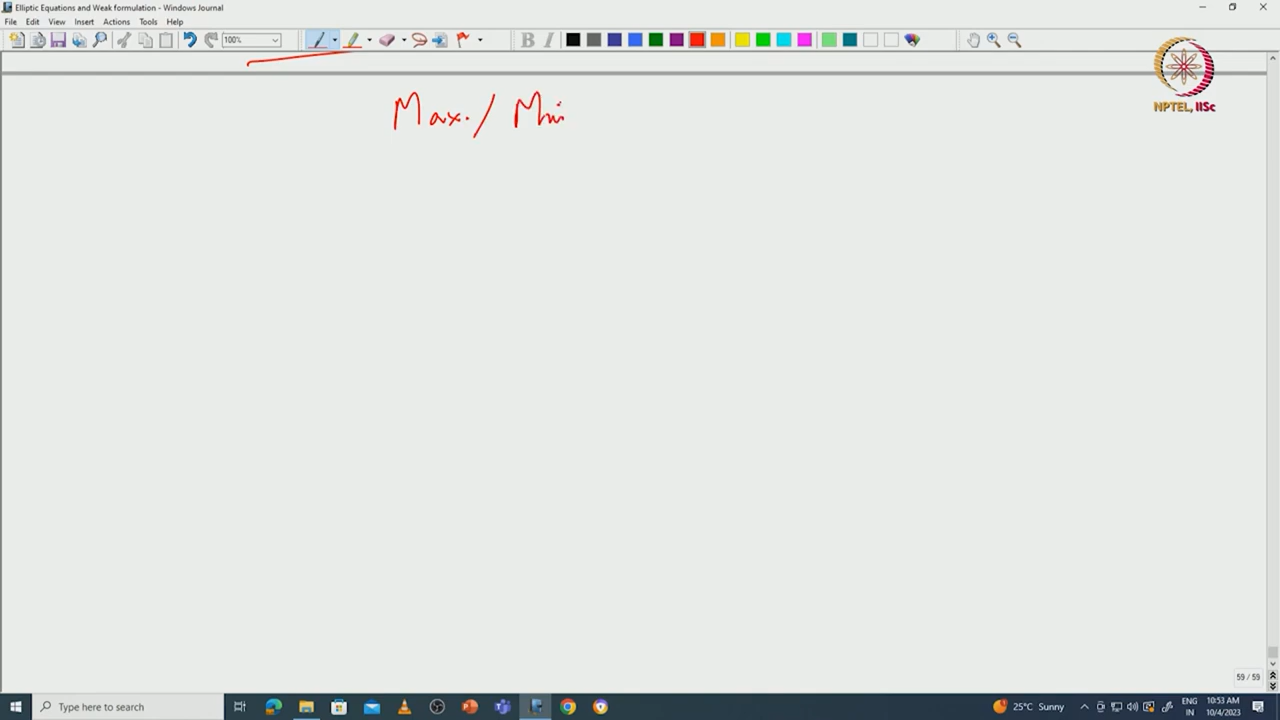 Elliptic Equations and Weak formulation - Windows Journal
File Edit View Insert Actions Tools Help
100%
NPTEL, IISc
Max. / Min
59 / 59
Type here to search
25°C Sunny
ENG
IN
10:53 AM
10/4/2023